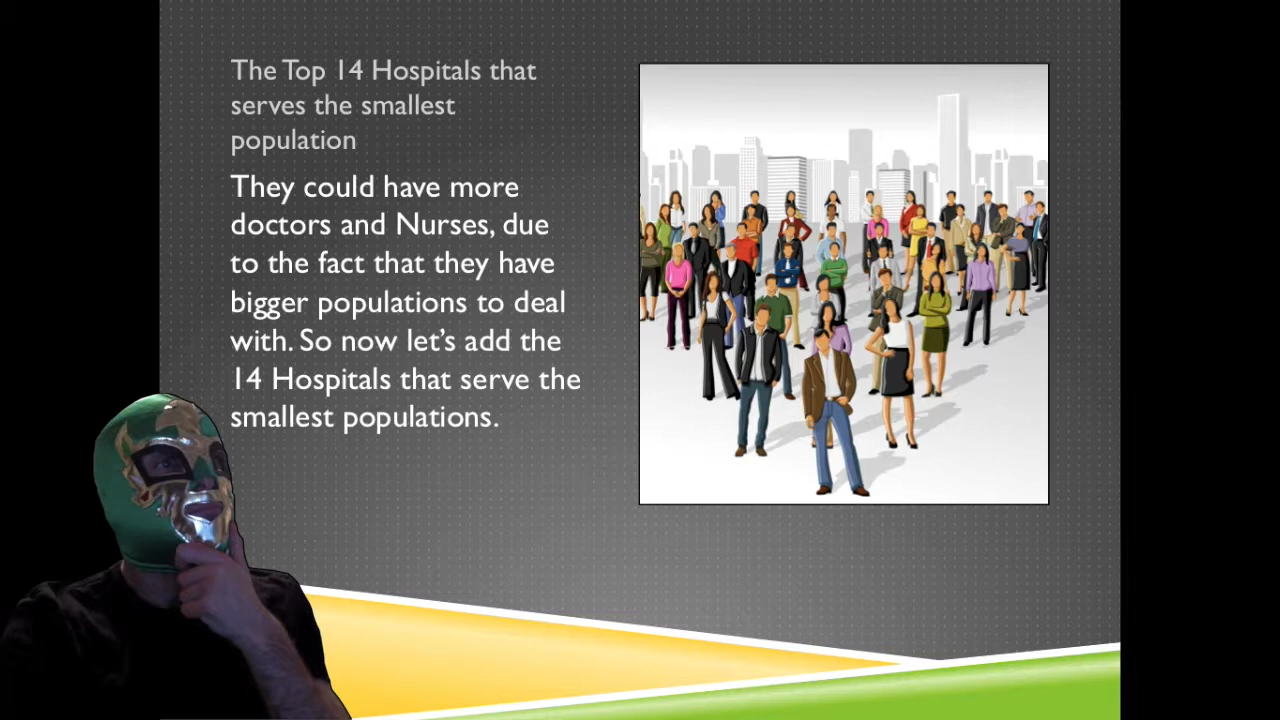 The Top 14 Hospitals that
serves the smallest
population
They could have more
doctors and Nurses, due
to the fact that they have
bigger populations to deal
with. So now let’s add the
14 Hospitals that serve the
smallest populations.